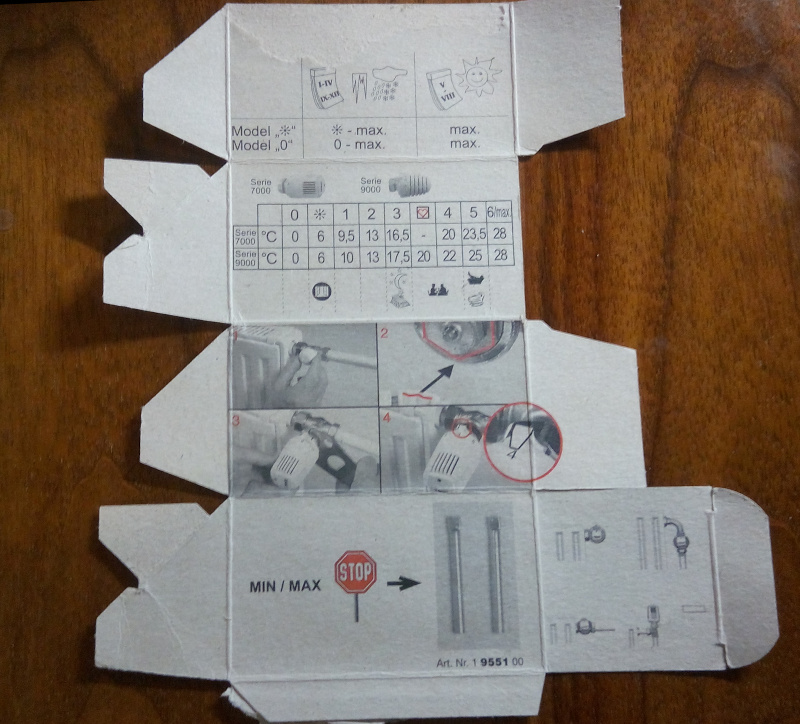 I-IV
IX-XII
V -
VIII
Model „☼“ ☼ - max. max.
Model „0“ 0 - max. max.
Serie 7000
Serie 9000
0 ☼ 1 2 3 4 5 6/max.
Serie 7000 °C 0 6 9,5 13 16,5 - 20 23,5 28
Serie 9000 °C 0 6 10 13 17,5 20 22 25 28
2
3
4
MIN / MAX
STOP
Art. Nr. 1 9551 00